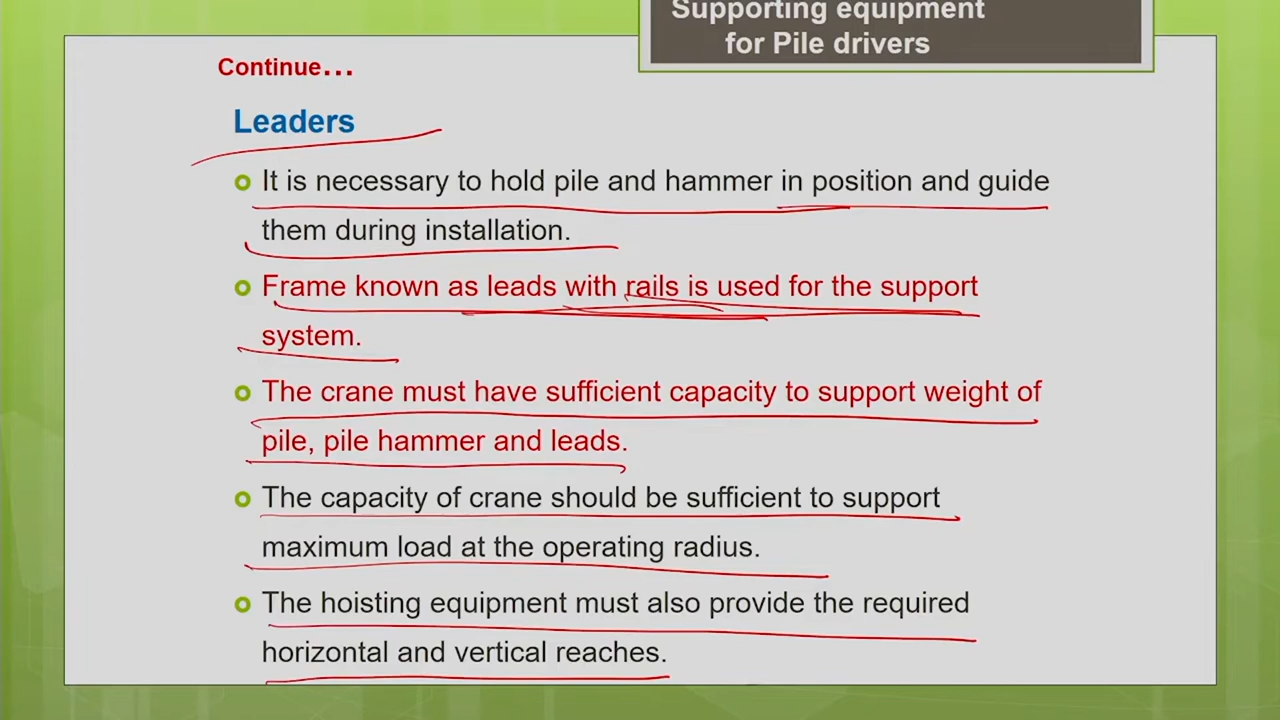 Supporting equipment
for Pile drivers
Continue...
Leaders
It is necessary to hold pile and hammer in position and guide
them during installation.
Frame known as leads with rails is used for the support
system.
The crane must have sufficient capacity to support weight of
pile, pile hammer and leads.
The capacity of crane should be sufficient to support
maximum load at the operating radius.
The hoisting equipment must also provide the required
horizontal and vertical reaches.